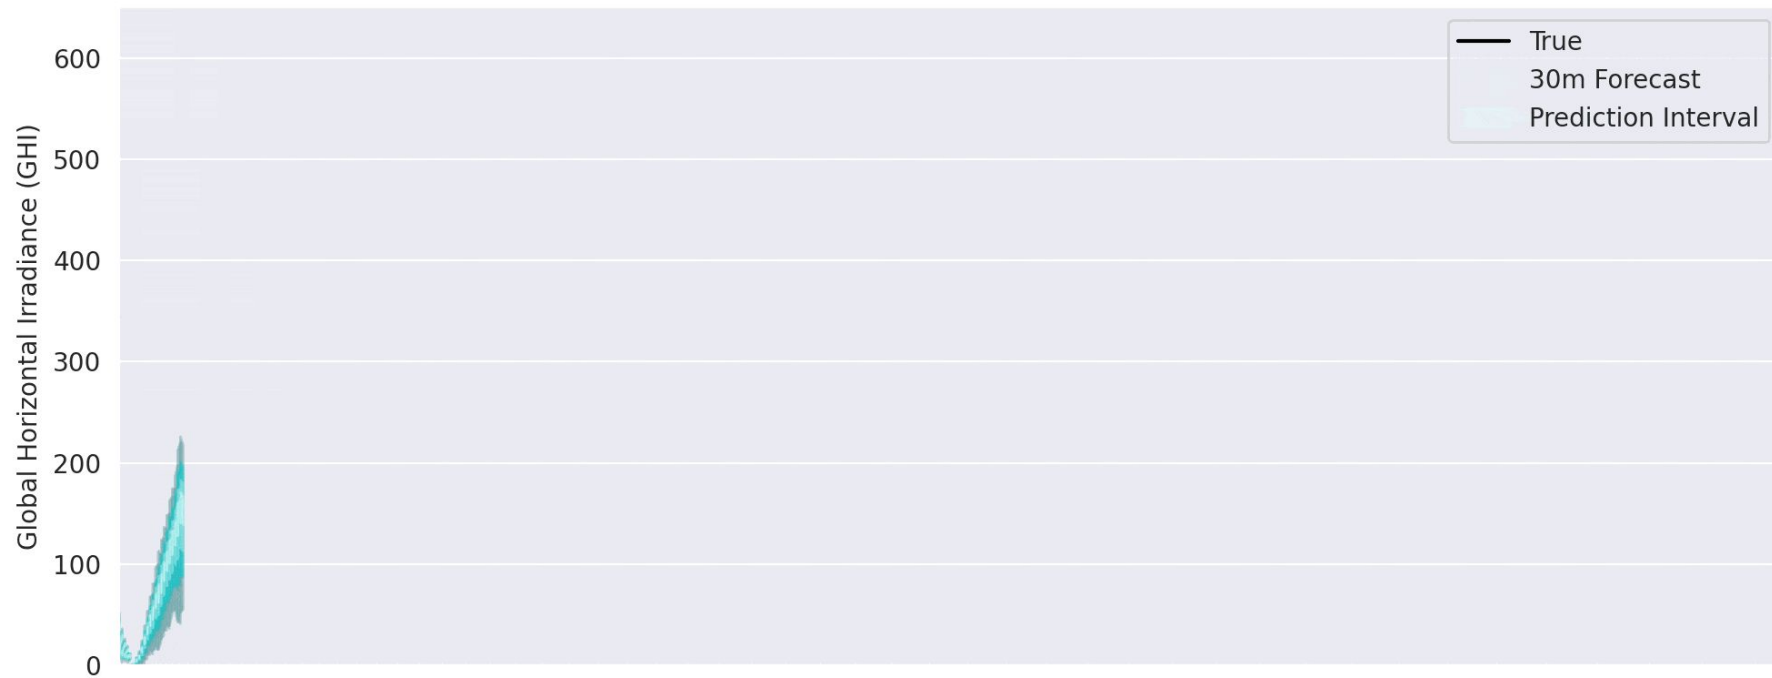 Global Horizontal Irradiance (GHI)
600
500
400
300
200
100
0
True
30m Forecast
Prediction Interval